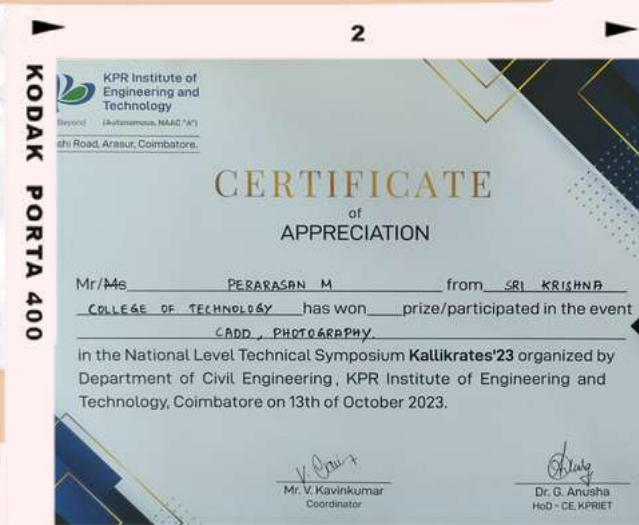 2
KODAK PORTA 400
KPR Institute of
Engineering and
Technology
Beyond (Autonomous, NAAC "A")
Road, Arasur, Coimbatore.
CERTIFICATE
of
APPRECIATION
Mr/Ms PERARASAN M from SRI KRISHNA
COLLEGE OF TECHNOLOGY has won prize/participated in the event
CADD, PHOTOGRAPHY.
in the National Level Technical Symposium Kallikrates'23 organized by
Department of Civil Engineering, KPR Institute of Engineering and
Technology, Coimbatore on 13th of October 2023.
Mr. V. Kavinkumar
Coordinator
Dr. G. Anusha
HoD - CE, KPRIET